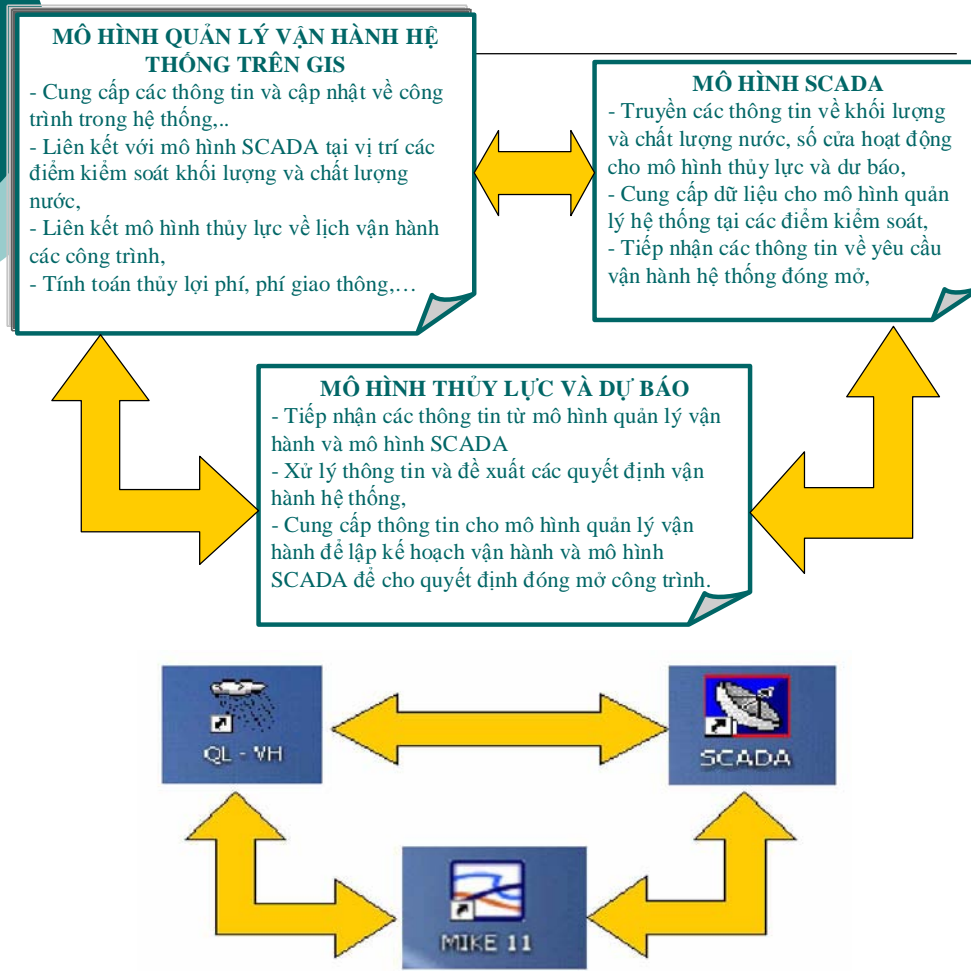 MÔ HÌNH QUẢN LÝ VẬN HÀNH HỆ
THỐNG TRÊN GIS
- Cung cấp các thông tin và cập nhật về công
trình trong hệ thống,..
- Liên kết với mô hình SCADA tại vị trí các
điểm kiểm soát khối lượng và chất lượng
nước,
- Liên kết mô hình thủy lực về lịch vận hành
các công trình,
- Tính toán thủy lợi phí, phí giao thông,...
MÔ HÌNH SCADA
- Truyền các thông tin về khối lượng
và chất lượng nước, số cửa hoạt động
cho mô hình thủy lực và dư báo,
- Cung cấp dữ liệu cho mô hình quản
lý hệ thống tại các điểm kiểm soát,
- Tiếp nhận các thông tin về yêu cầu
vận hành hệ thống đóng mở,
MÔ HÌNH THỦY LỰC VÀ DỰ BÁO
- Tiếp nhận các thông tin từ mô hình quản lý vận
hành và mô hình SCADA
- Xử lý thông tin và đề xuất các quyết định vận
hành hệ thống,
- Cung cấp thông tin cho mô hình quản lý vận
hành để lập kế hoạch vận hành và mô hình
SCADA để cho quyết định đóng mở công trình.
QL - VH
SCADA
MIKE 11